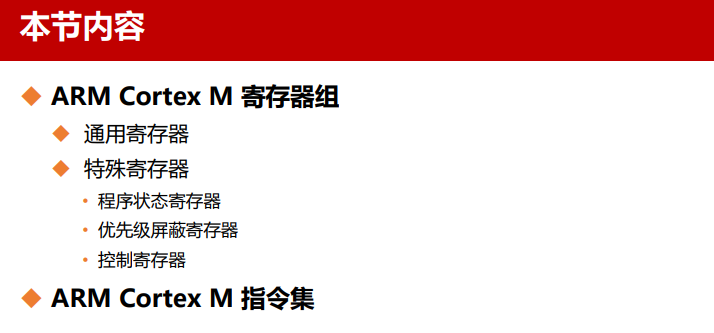 本节内容
ARM Cortex M 寄存器组
通用寄存器
特殊寄存器
程序状态寄存器
优先级屏蔽寄存器
控制寄存器
ARM Cortex M 指令集